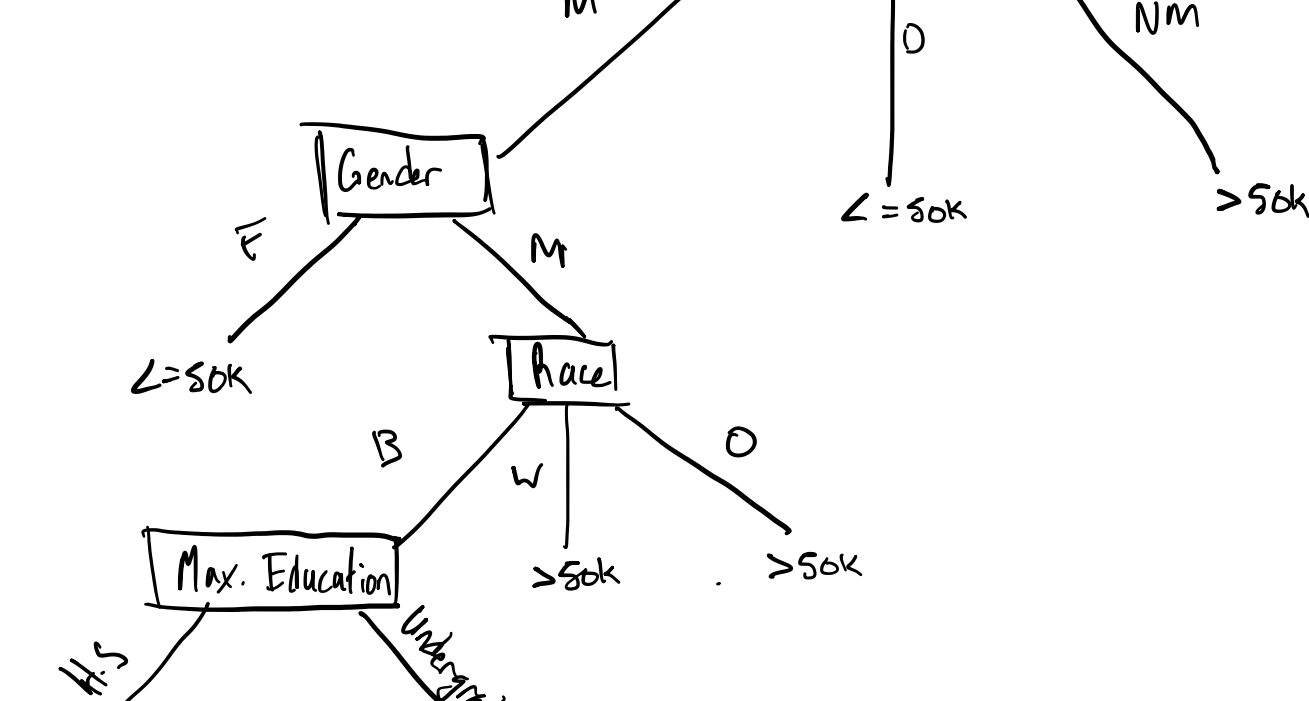 M
D
NM
Gender
<=50K
>50K
F
M
<=50K
Race
B
W
O
Max. Education
>50K
>50K
H.S